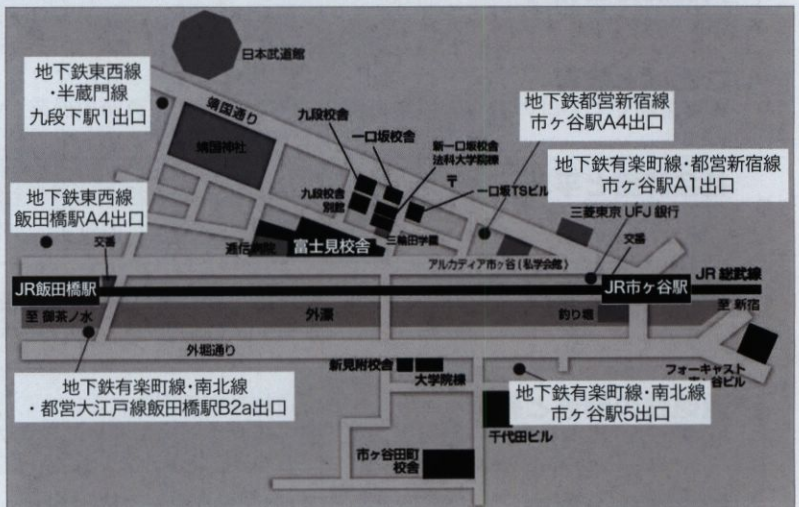 日本武道館
地下鉄東西線
・半蔵門線
九段下駅1出口
靖国通り
九段校舎
一口坂校舎
新一口坂校舎
法科大学院棟
地下鉄都営新宿線
市ヶ谷駅A4出口
靖国神社
〒
地下鉄有楽町線・都営新宿線
市ヶ谷駅A1出口
九段校舎
別館
一口坂TSビル
地下鉄東西線
飯田橋駅A4出口
三菱東京UFJ銀行
交番
逓信病院
富士見校舎
三輪田学園
交番
アルカディア市ヶ谷(私学会館)
JR 総武線
JR飯田橋駅
JR市ヶ谷駅
至 御茶ノ水
外濠
釣り堀
至 新宿
外堀通り
新見附校舎
大学院棟
フォーキャスト
谷ビル
地下鉄有楽町線・南北線
・都営大江戸線飯田橋駅B2a出口
地下鉄有楽町線・南北線
市ヶ谷駅5出口
千代田ビル
市ヶ谷田町
校舎